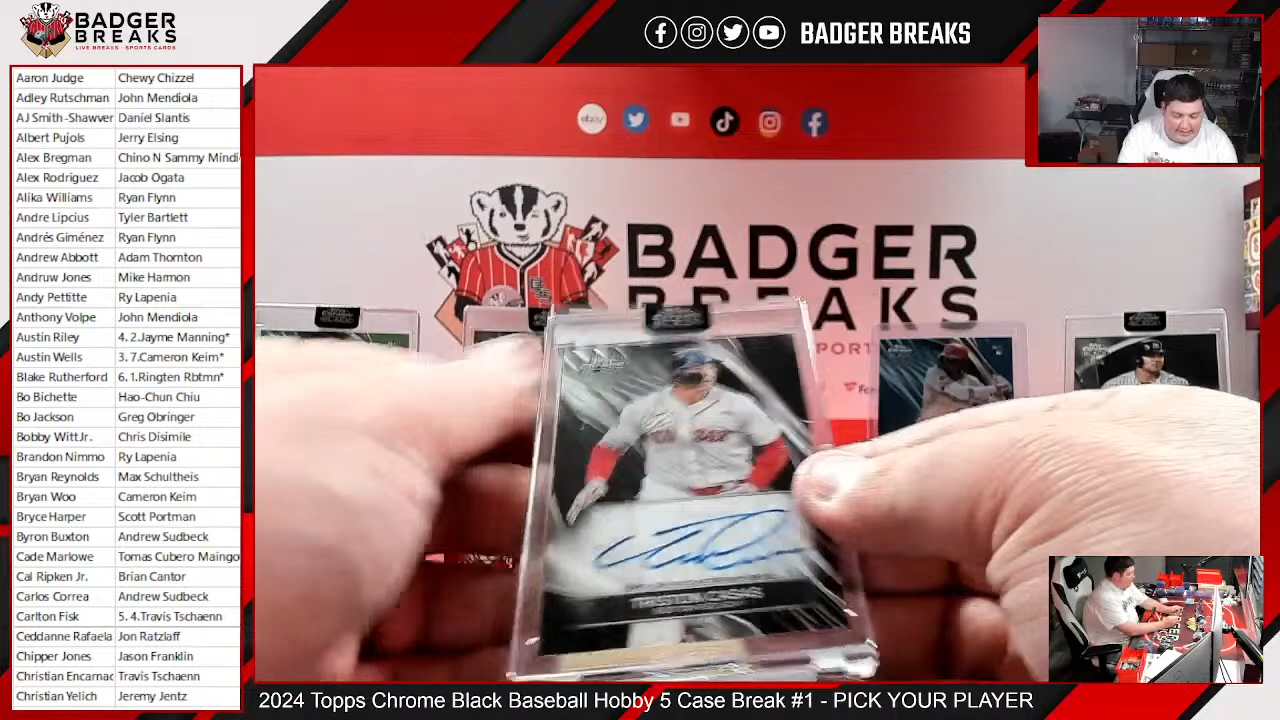 BADGER
BREAKS
LIVE BREAKS - SPORTS CARDS
BADGER BREAKS
Aaron Judge Chewy Chizzel
Adley Rutschman John Mendiola
AJ Smith-Shawver Daniel Slantis
Albert Pujols Jerry Elsing
Alex Bregman Chino N Sammy Mindi
Alex Rodriguez Jacob Ogata
Alika Williams Ryan Flynn
Andre Lipcius Tyler Bartlett
Andrés Giménez Ryan Flynn
Andrew Abbott Adam Thornton
Andruw Jones Mike Harmon
Andy Pettitte Ry Lapenia
Anthony Volpe John Mendiola
Austin Riley 4. 2.Jayme Manning*
Austin Wells 3. 7.Cameron Keim*
Blake Rutherford 6. 1.Ringten Rbtmn*
Bo Bichette Hao-Chun Chiu
Bo Jackson Greg Obringer
Bobby Witt Jr. Chris Disimile
Brandon Nimmo Ry Lapenia
Bryan Reynolds Max Schultheis
Bryan Woo Cameron Keim
Bryce Harper Scott Portman
Byron Buxton Andrew Sudbeck
Cade Marlowe Tomas Cubero Maingo
Cal Ripken Jr. Brian Cantor
Carlos Correa Andrew Sudbeck
Carlton Fisk 5. 4.Travis Tschaenn
Ceddanne Rafaela Jon Ratzlaff
Chipper Jones Jason Franklin
Christian Encarnac Travis Tschaenn
Christian Yelich Jeremy Jentz
ebay
BADGER
BREAKS
PORT
TRISTON CASAS
2024 Topps Chrome Black Baseball Hobby 5 Case Break #1 - PICK YOUR PLAYER